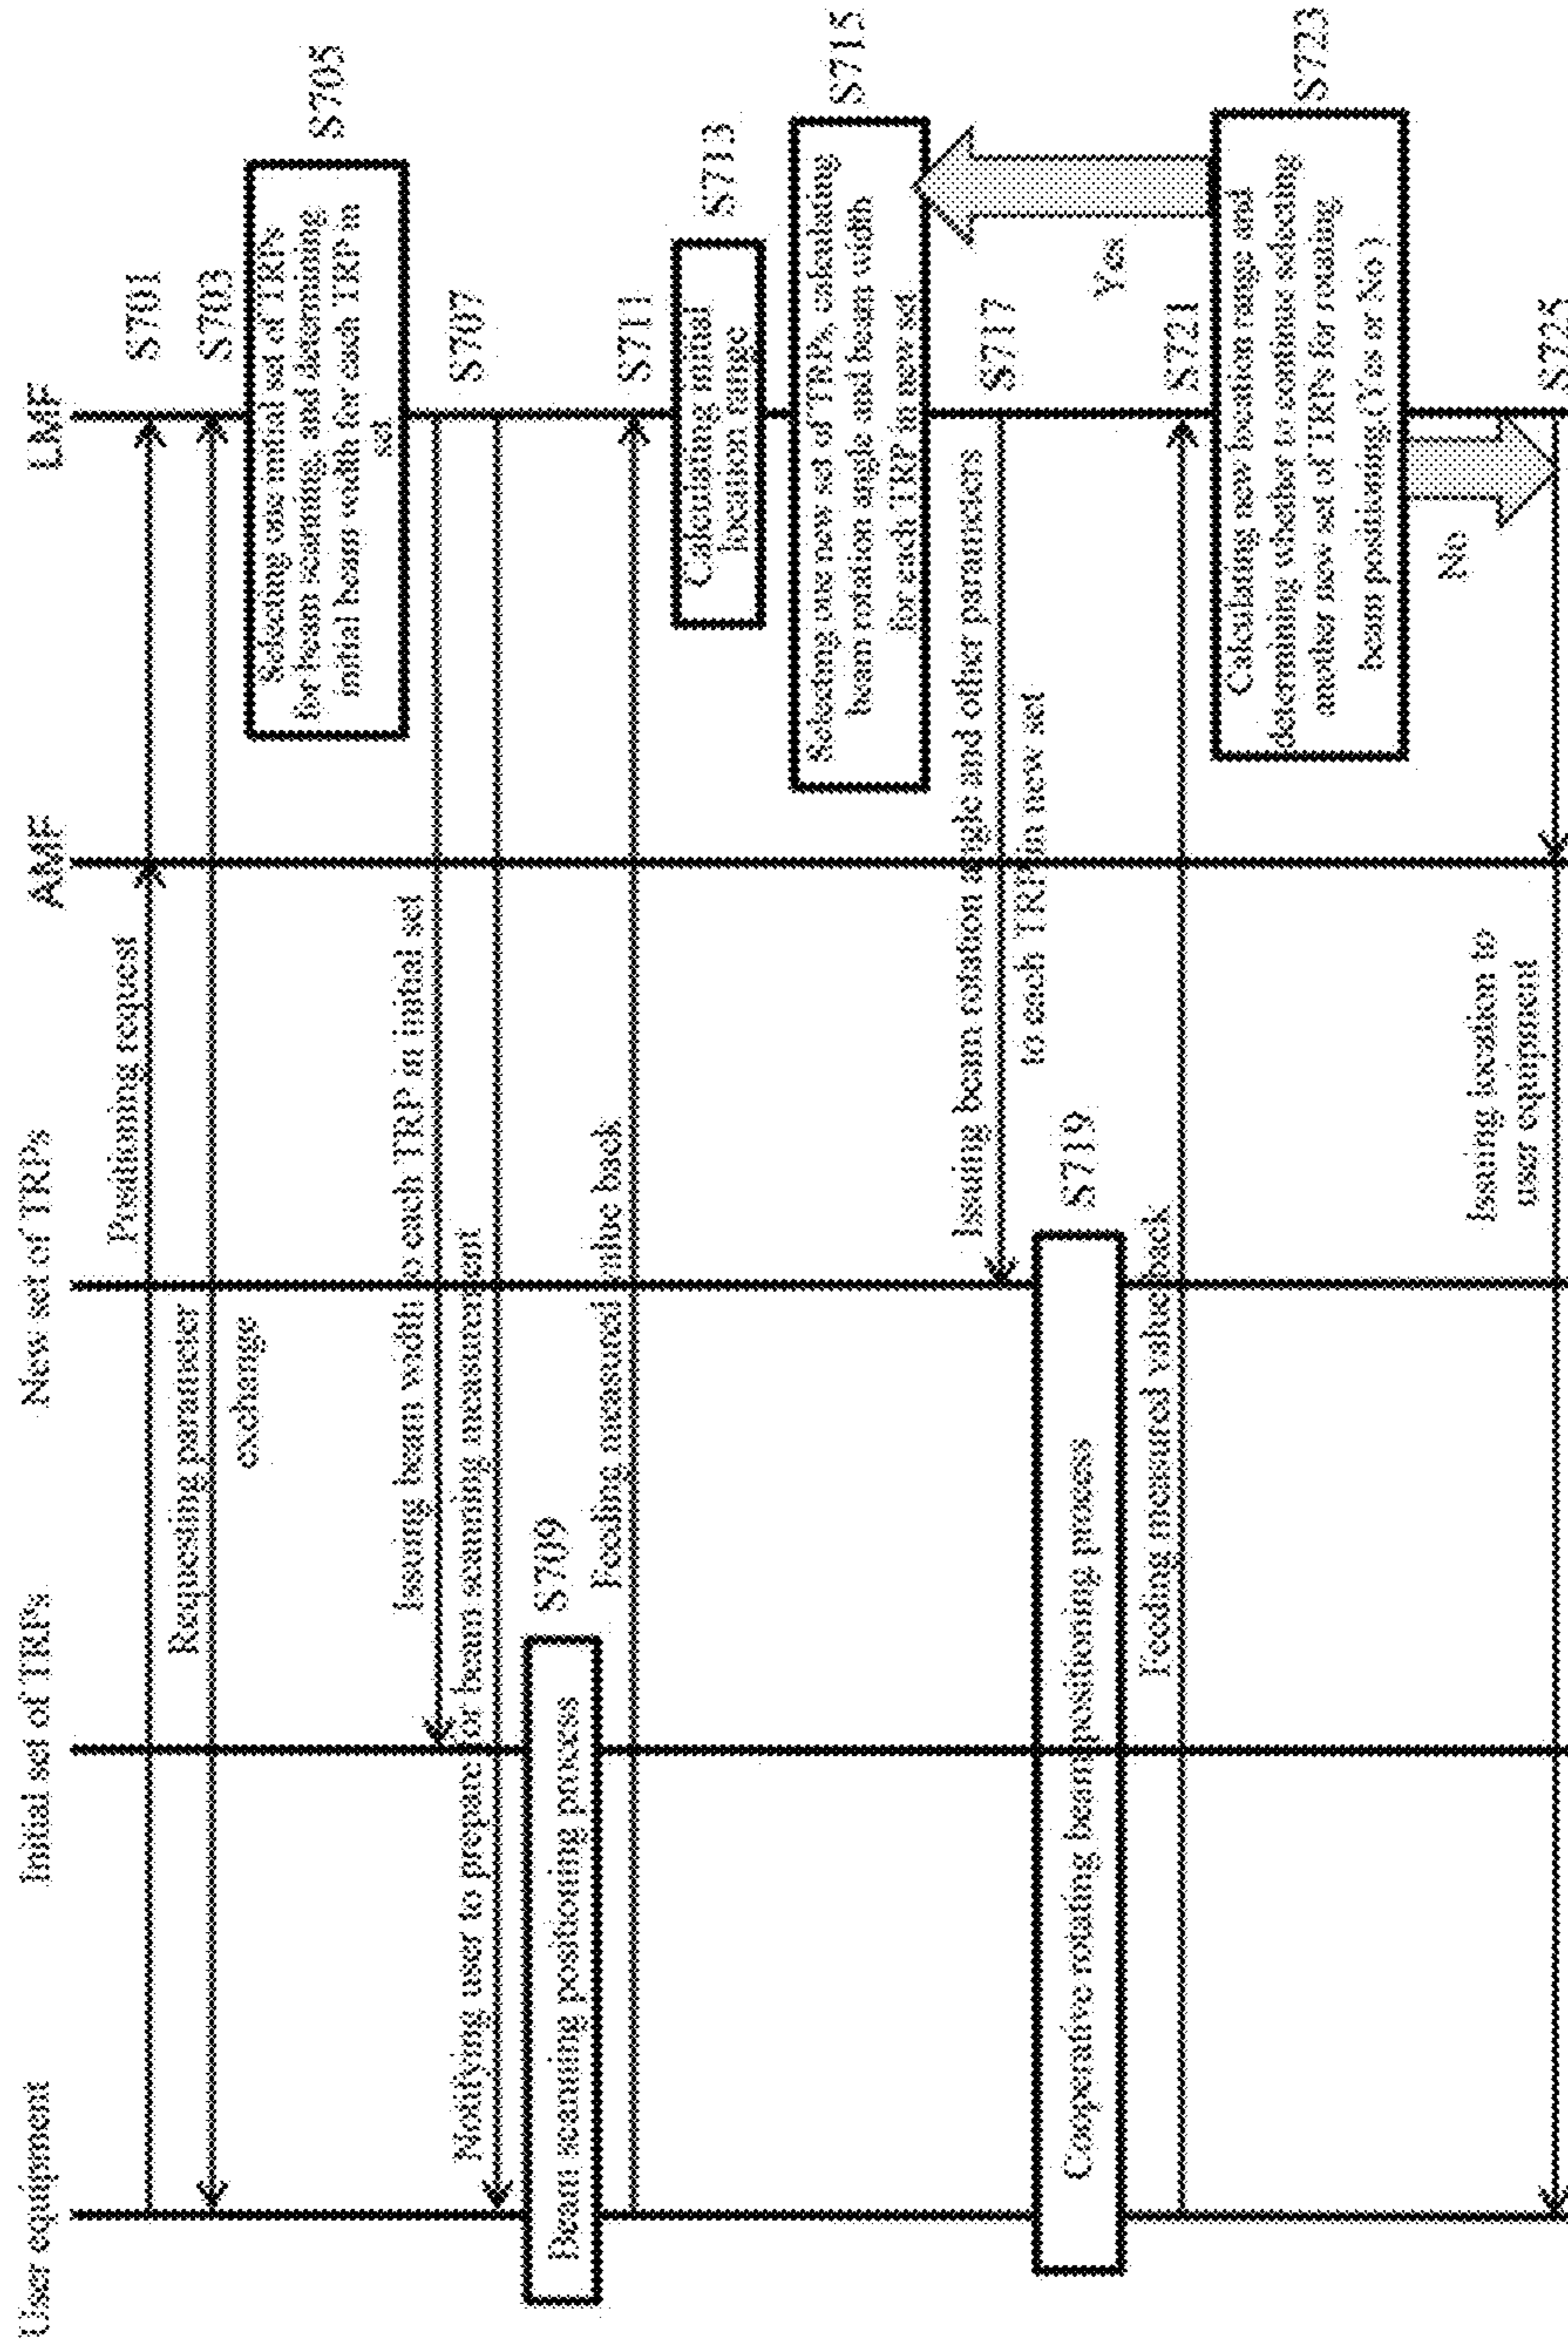 User equipment
Initial set of TRPs
New set of TRPs
AMF
LMF
Positioning request
S701
Requesting parameter
exchange
S703
Selecting one initial set of TRPs
for beam scanning, and determining
initial beam width for each TRP in
set
S705
Issuing beam width to each TRP in initial set
S707
Notifying user to prepare for beam scanning measurement
Beam scanning positioning process
S709
Feeding measured value back
S711
Calculating initial
location range
S713
Selecting one new set of TRPs, calculating
beam rotation angle and beam width
for each TRP in new set
S715
Issuing beam rotation angle and other parameters
to each TRP in new set
S717
Cooperative rotating beam positioning process
S719
Yes
Feeding measured value back
S721
Calculating new location range and
determining whether to continue selecting
another new set of TRPs for rotating
beam positioning (Yes or No)
S723
No
Issuing location to
user equipment
S725